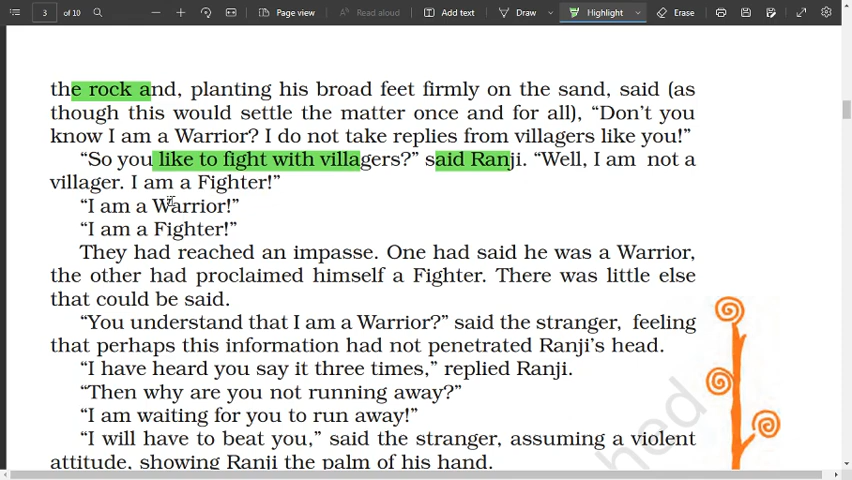 3 of 10 Page view Read aloud Add text Draw Highlight Erase
the rock and, planting his broad feet firmly on the sand, said (as
though this would settle the matter once and for all), “Don’t you
know I am a Warrior? I do not take replies from villagers like you!”
“So you like to fight with villagers?” said Ranji. “Well, I am not a
villager. I am a Fighter!”
“I am a Warrior!”
“I am a Fighter!”
They had reached an impasse. One had said he was a Warrior,
the other had proclaimed himself a Fighter. There was little else
that could be said.
“You understand that I am a Warrior?” said the stranger, feeling
that perhaps this information had not penetrated Ranji’s head.
“I have heard you say it three times,” replied Ranji.
“Then why are you not running away?”
“I am waiting for you to run away!”
“I will have to beat you,” said the stranger, assuming a violent
attitude, showing Ranji the palm of his hand.
hed